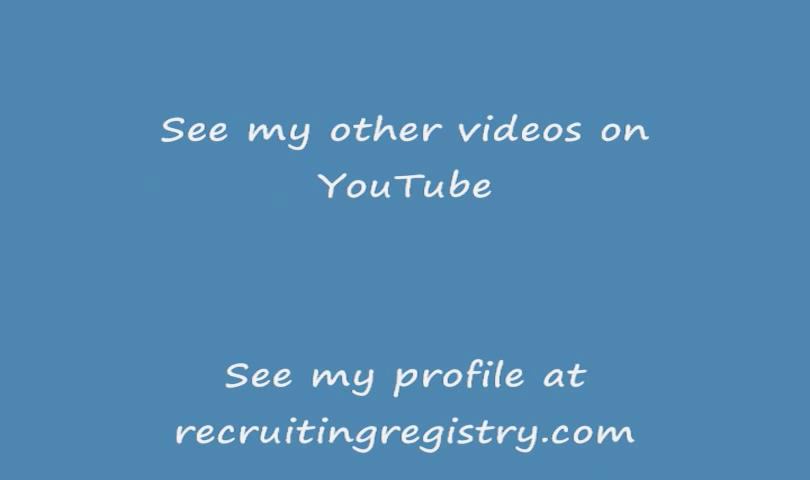 See my other videos on
YouTube
See my profile at
recruitingregistry.com